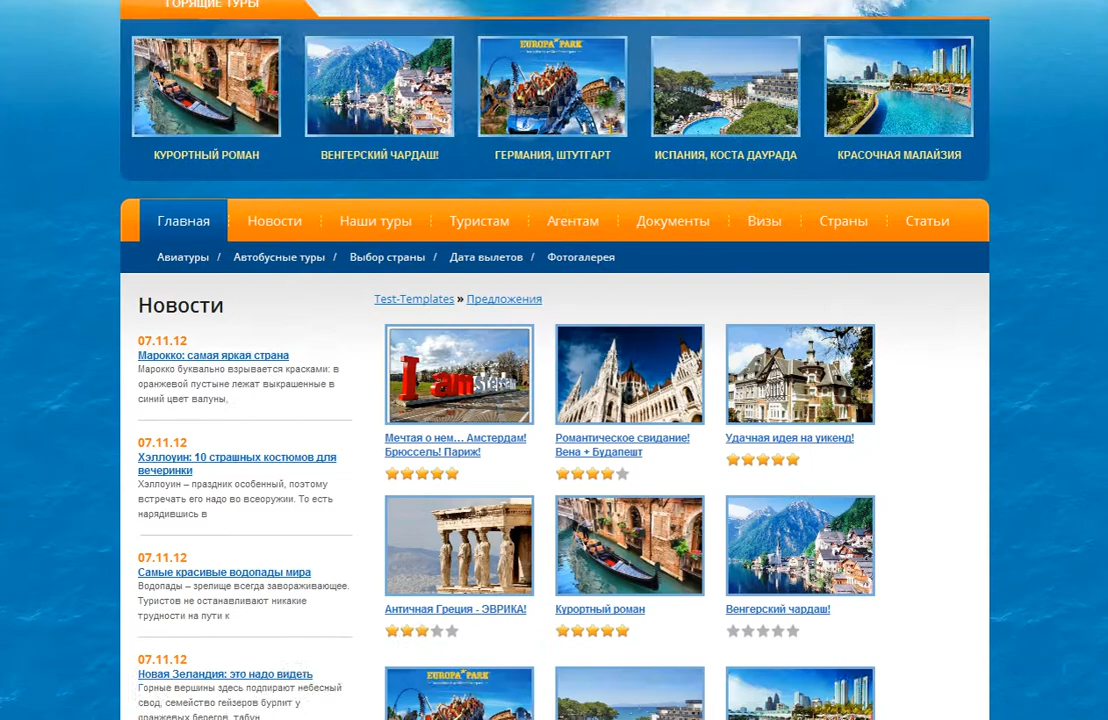 ГОРЯЩИЕ ТУРЫ
EUROPA PARK
КУРОРТНЫЙ РОМАН
ВЕНГЕРСКИЙ ЧАРДАШ!
ГЕРМАНИЯ, ШТУТГАРТ
ИСПАНИЯ, КОСТА ДАУРАДА
КРАСОЧНАЯ МАЛАЙЗИЯ
Главная
Новости
Наши туры
Туристам
Агентам
Документы
Визы
Страны
Статьи
Авиатуры / Автобусные туры / Выбор страны / Дата вылетов / Фотогалерея
Новости
07.11.12
Марокко: самая яркая страна
Марокко буквально взрывается красками: в
оранжевой пустыне лежат выкрашенные в
синий цвет валуны,
07.11.12
Хэллоуин: 10 страшных костюмов для
вечеринки
Хэллоуин – праздник особенный, поэтому
встречать его надо во всеоружии. То есть
нарядившись в
07.11.12
Самые красивые водопады мира
Водопады – зрелище всегда завораживающее.
Туристов не останавливают никакие
трудности на пути к
07.11.12
Новая Зеландия: это надо видеть
Горные вершины здесь подпирают небесный
свод, семейство гейзеров бурлит у
оранжевых берегов, табун
Test-Templates » Предложения
I amsterdam
Мечтая о нем… Амстердам!
Брюссель! Париж!
Романтическое свидание!
Вена + Будапешт
Удачная идея на уикенд!
Античная Греция - ЭВРИКА!
Курортный роман
Венгерский чардаш!
EUROPA PARK